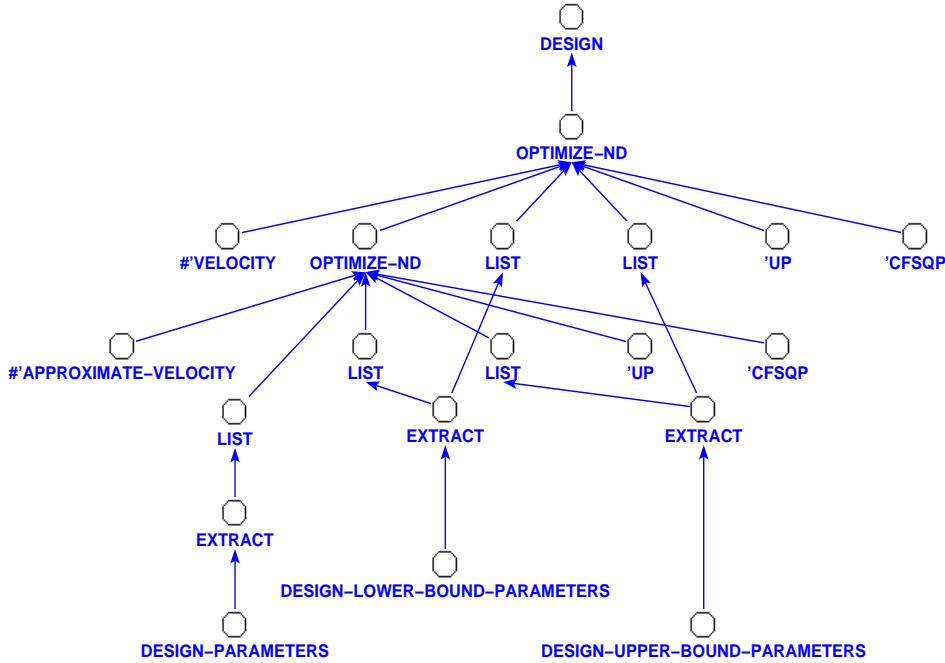 DESIGN
OPTIMIZE−ND
#'VELOCITY
OPTIMIZE−ND
LIST
LIST
'UP
'CFSQP
#'APPROXIMATE−VELOCITY
LIST
LIST
'UP
'CFSQP
LIST
EXTRACT
EXTRACT
EXTRACT
DESIGN−LOWER−BOUND−PARAMETERS
DESIGN−PARAMETERS
DESIGN−UPPER−BOUND−PARAMETERS